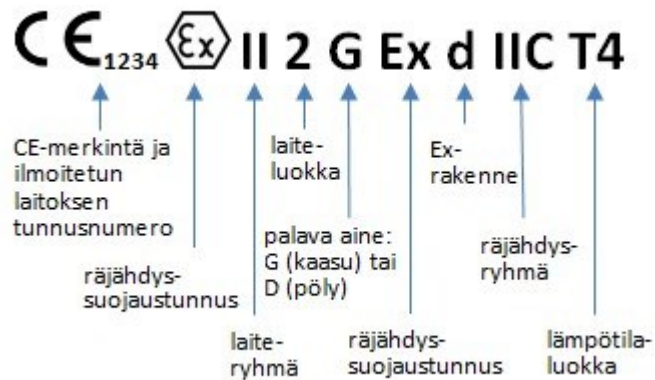 CE 1234 Ex II 2 G Ex d IIC T4
CE-merkintä ja
ilmoitetun
laitoksen
tunnusnumero
räjähdys-
suojaustunnus
laite-
ryhmä
laite-
luokka
palava aine:
G (kaasu) tai
D (pöly)
räjähdys-
suojaustunnus
Ex-
rakenne
räjähdys-
ryhmä
lämpötila-
luokka